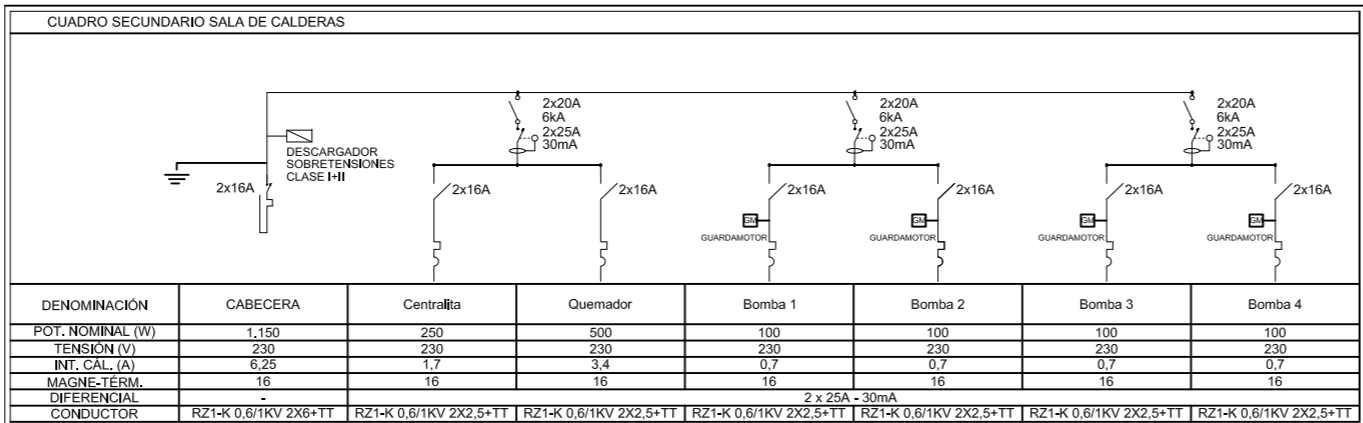 CUADRO SECUNDARIO SALA DE CALDERAS
2x20A
6kA
2x25A
30mA
2x20A
6kA
2x25A
30mA
2x20A
6kA
2x25A
30mA
DESCARGADOR
SOBRETENSIONES
CLASE I+II
2x16A
2x16A
2x16A
2x16A
2x16A
2x16A
2x16A
GM
GUARDAMOTOR
GM
GUARDAMOTOR
GM
GUARDAMOTOR
GM
GUARDAMOTOR
DENOMINACIÓN CABECERA Centralita Quemador Bomba 1 Bomba 2 Bomba 3 Bomba 4
POT. NOMINAL (W) 1.150 250 500 100 100 100 100
TENSIÓN (V) 230 230 230 230 230 230 230
INT. CÁL. (A) 6,25 1,7 3,4 0,7 0,7 0,7 0,7
MAGNE-TÉRM. 16 16 16 16 16 16 16
DIFERENCIAL - 2 x 25A - 30mA
CONDUCTOR RZ1-K 0,6/1KV 2X6+TT RZ1-K 0,6/1KV 2X2,5+TT RZ1-K 0,6/1KV 2X2,5+TT RZ1-K 0,6/1KV 2X2,5+TT RZ1-K 0,6/1KV 2X2,5+TT RZ1-K 0,6/1KV 2X2,5+TT RZ1-K 0,6/1KV 2X2,5+TT